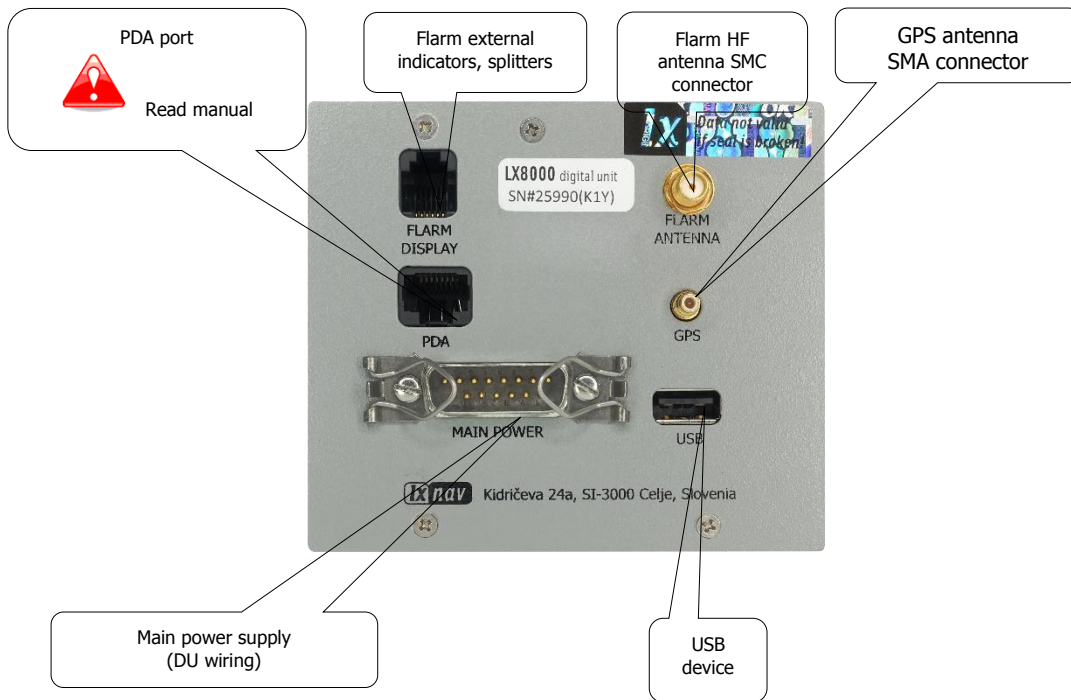 PDA port
Read manual
Flarm external
indicators, splitters
Flarm HF
antenna SMC
connector
GPS antenna
SMA connector
lx
Data not valid
if seal is broken!
LX8000 digital unit
SN#25990(K1Y)
FLARM
DISPLAY
FLARM
ANTENNA
PDA
GPS
MAIN POWER
USB
lx nav Kidričeva 24a, SI-3000 Celje, Slovenia
Main power supply
(DU wiring)
USB
device